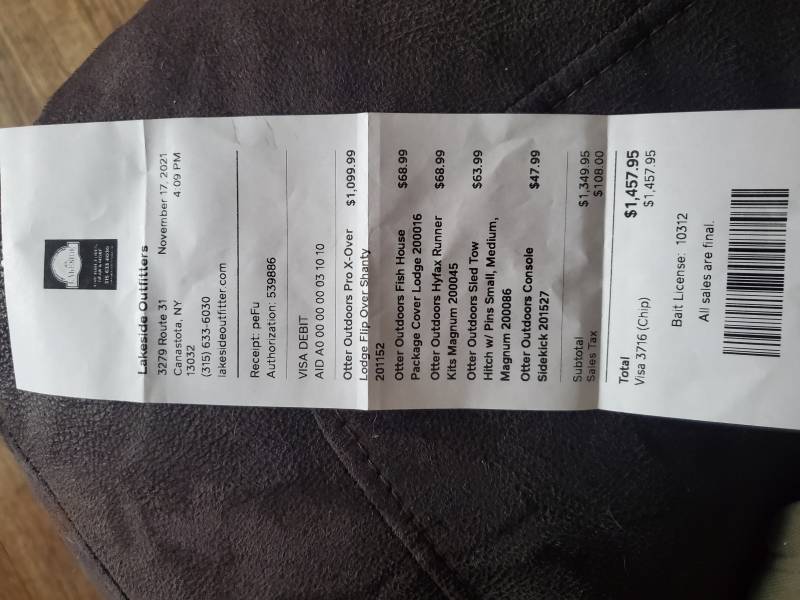 315 633 6030
Lakeside Outfitters
3279 Route 31 November 17, 2021
Canastota, NY 4:09 PM
13032
(315) 633-6030
lakesideoutfitter.com
Receipt: peFu
Authorization: 539886
VISA DEBIT
AID A0 00 00 00 03 10 10
Otter Outdoors Pro X-Over $1,099.99
Lodge Flip Over Shanty
201152
Otter Outdoors Fish House $68.99
Package Cover Lodge 200016
Otter Outdoors Hyfax Runner $68.99
Kits Magnum 200045
Otter Outdoors Sled Tow $63.99
Hitch w/ Pins Small, Medium,
Magnum 200086
Otter Outdoors Console $47.99
Sidekick 201527
Subtotal $1,349.95
Sales Tax $108.00
Total $1,457.95
Visa 3716 (Chip) $1,457.95
Bait License: 10312
All sales are final.